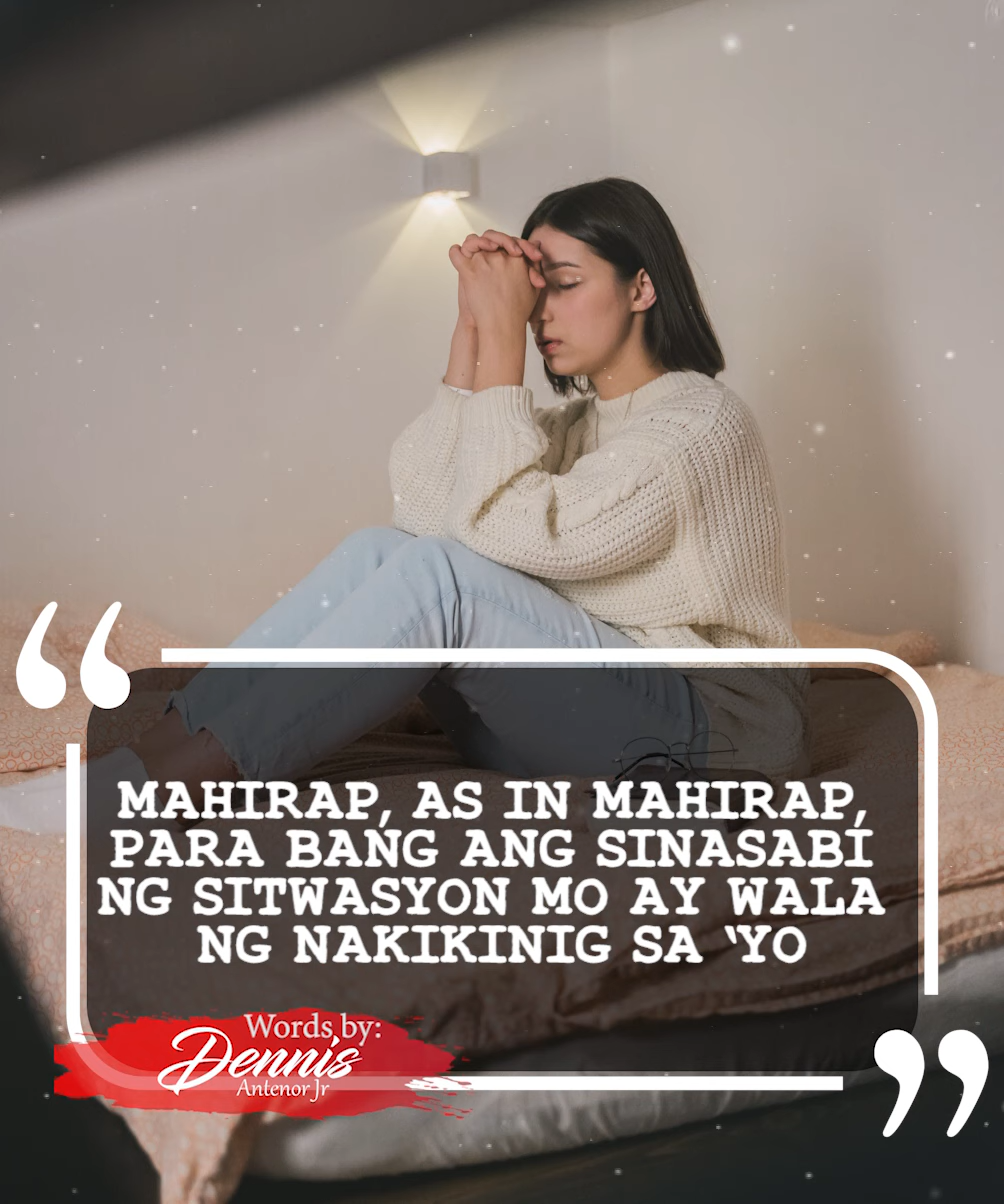 MAHIRAP, AS IN MAHIRAP,
PARA BANG ANG SINASABI
NG SITWASYON MO AY WALA
NG NAKIKINIG SA ‘YO
Words by:
Dennis
Antenor Jr